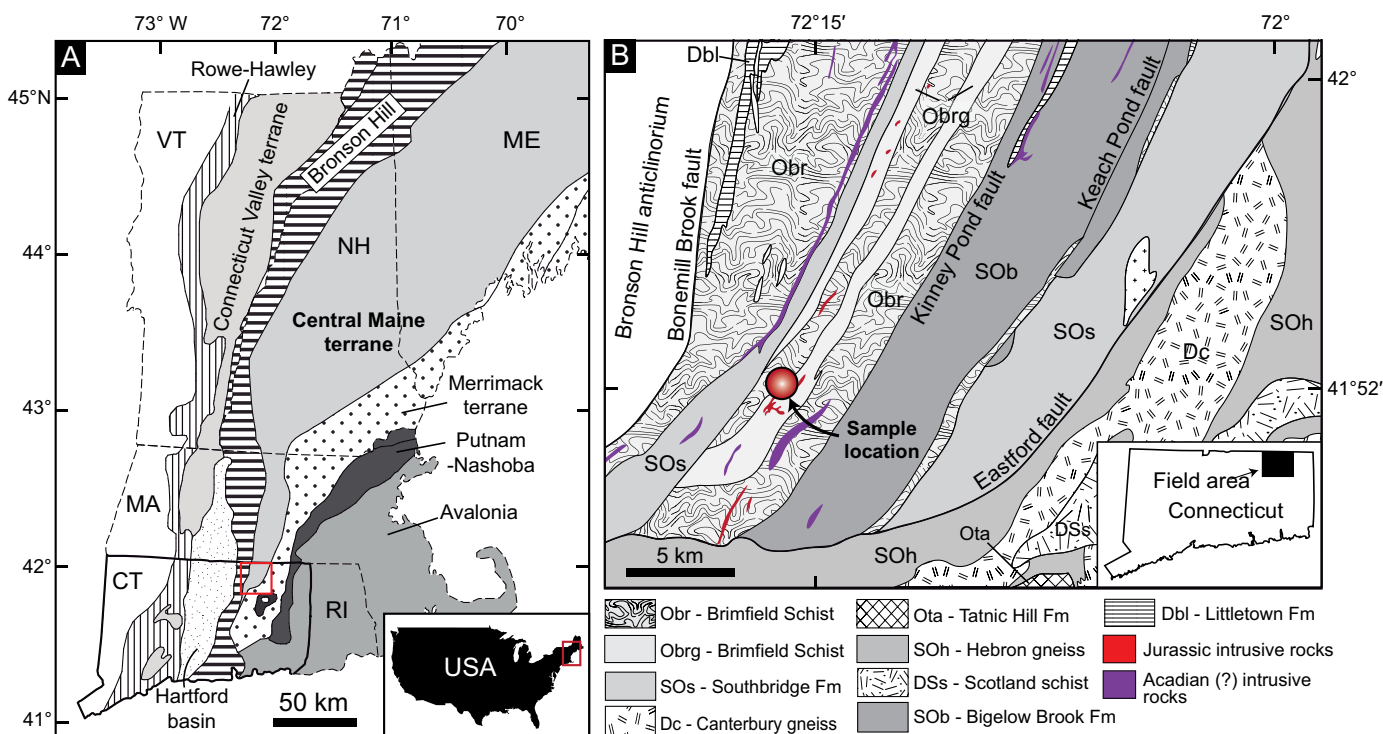 A
73° W
72°
71°
70°
45°N
44°
43°
42°
41°
Rowe-Hawley
VT
Connecticut Valley terrane
Bronson Hill
ME
NH
Central Maine
terrane
Merrimack
terrane
Putnam
-Nashoba
Avalonia
MA
CT
RI
Hartford
basin
50 km
USA
B
72°15′
72°
42°
41°52′
Dbl
Bronson Hill anticlinorium
Bonemill Brook fault
Obr
Obrg
Obr
Kinney Pond fault
Keach Pond fault
SOb
SOs
SOh
Dc
Sample
location
SOs
Eastford fault
SOh
Ota
DSs
5 km
Field area
Connecticut
Obr - Brimfield Schist
Obrg - Brimfield Schist
SOs - Southbridge Fm
Dc - Canterbury gneiss
Ota - Tatnic Hill Fm
SOh - Hebron gneiss
DSs - Scotland schist
SOb - Bigelow Brook Fm
Dbl - Littletown Fm
Jurassic intrusive rocks
Acadian (?) intrusive
rocks